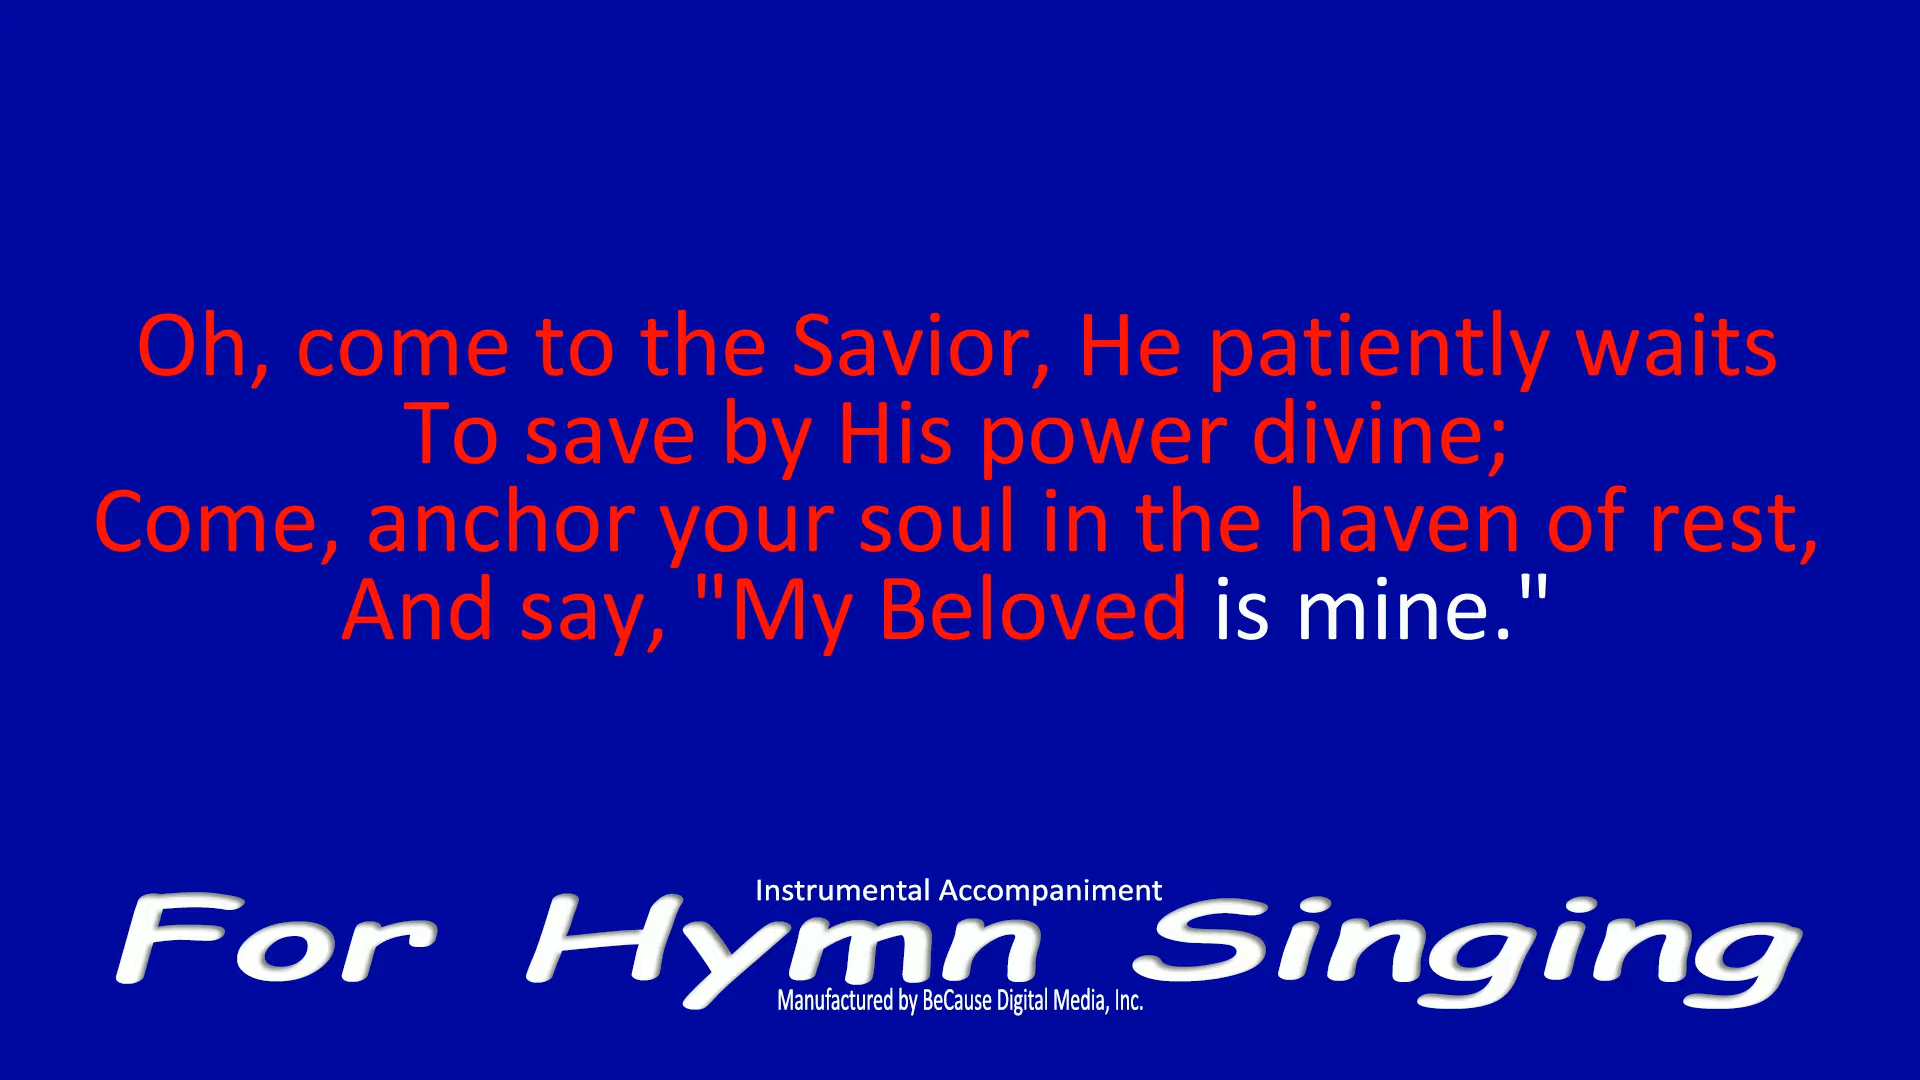 Oh, come to the Savior, He patiently waits
To save by His power divine;
Come, anchor your soul in the haven of rest,
And say, "My Beloved is mine."
Instrumental Accompaniment
For Hymn Singing
Manufactured by BeCause Digital Media, Inc.